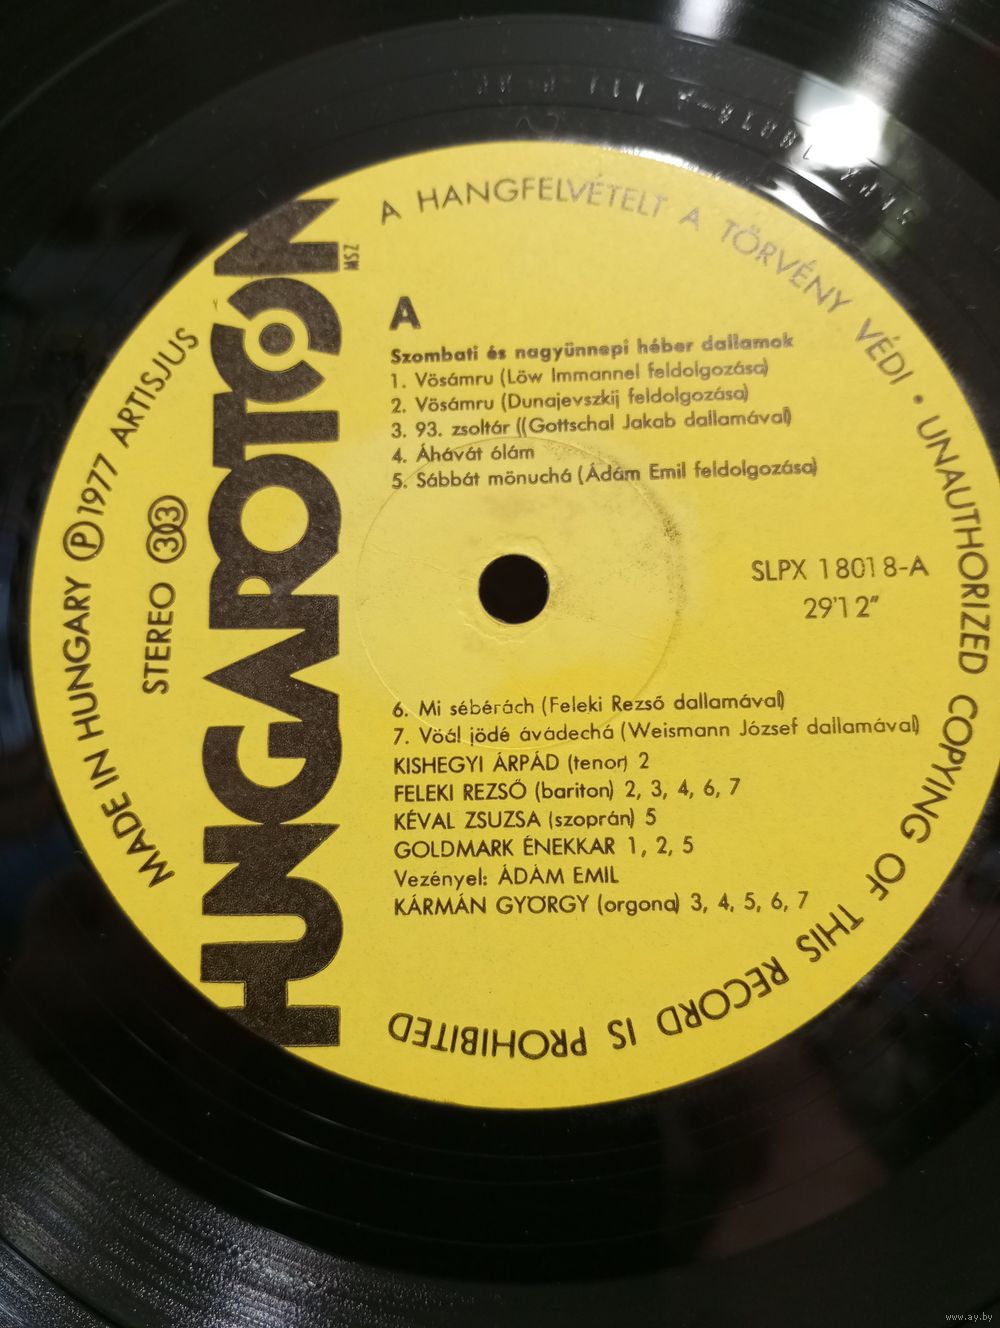 A HANGFELVÉTELT A TÖRVÉNY VÉDI • UNAUTHORIZED COPYING OF THIS RECORD IS PROHIBITED
MADE IN HUNGARY Ⓟ 1977 ARTISJUS
STEREO 33
HUNGAROTON
MSZ
A
Szombati és nagyünnepi héber dallamok
1. Vösámru (Löw Immannel feldolgozása)
2. Vösámru (Dunajevszkij feldolgozása)
3. 93. zsoltár ((Gottschal Jakab dallamával)
4. Áhávát ólám
5. Sábbát mönuchá (Ádám Emil feldolgozása)
SLPX 18018-A
29'12"
6. Mi sébérách (Feleki Rezső dallamával)
7. Vöál jödé ávádechá (Weismann József dallamával)
KISHEGYI ÁRPÁD (tenor) 2
FELEKI REZSŐ (bariton) 2, 3, 4, 6, 7
KÉVAL ZSUZSA (szoprán) 5
GOLDMARK ÉNEKKAR 1, 2, 5
Vezényel: ÁDÁM EMIL
KÁRMÁN GYÖRGY (orgona) 3, 4, 5, 6, 7
www.ay.by